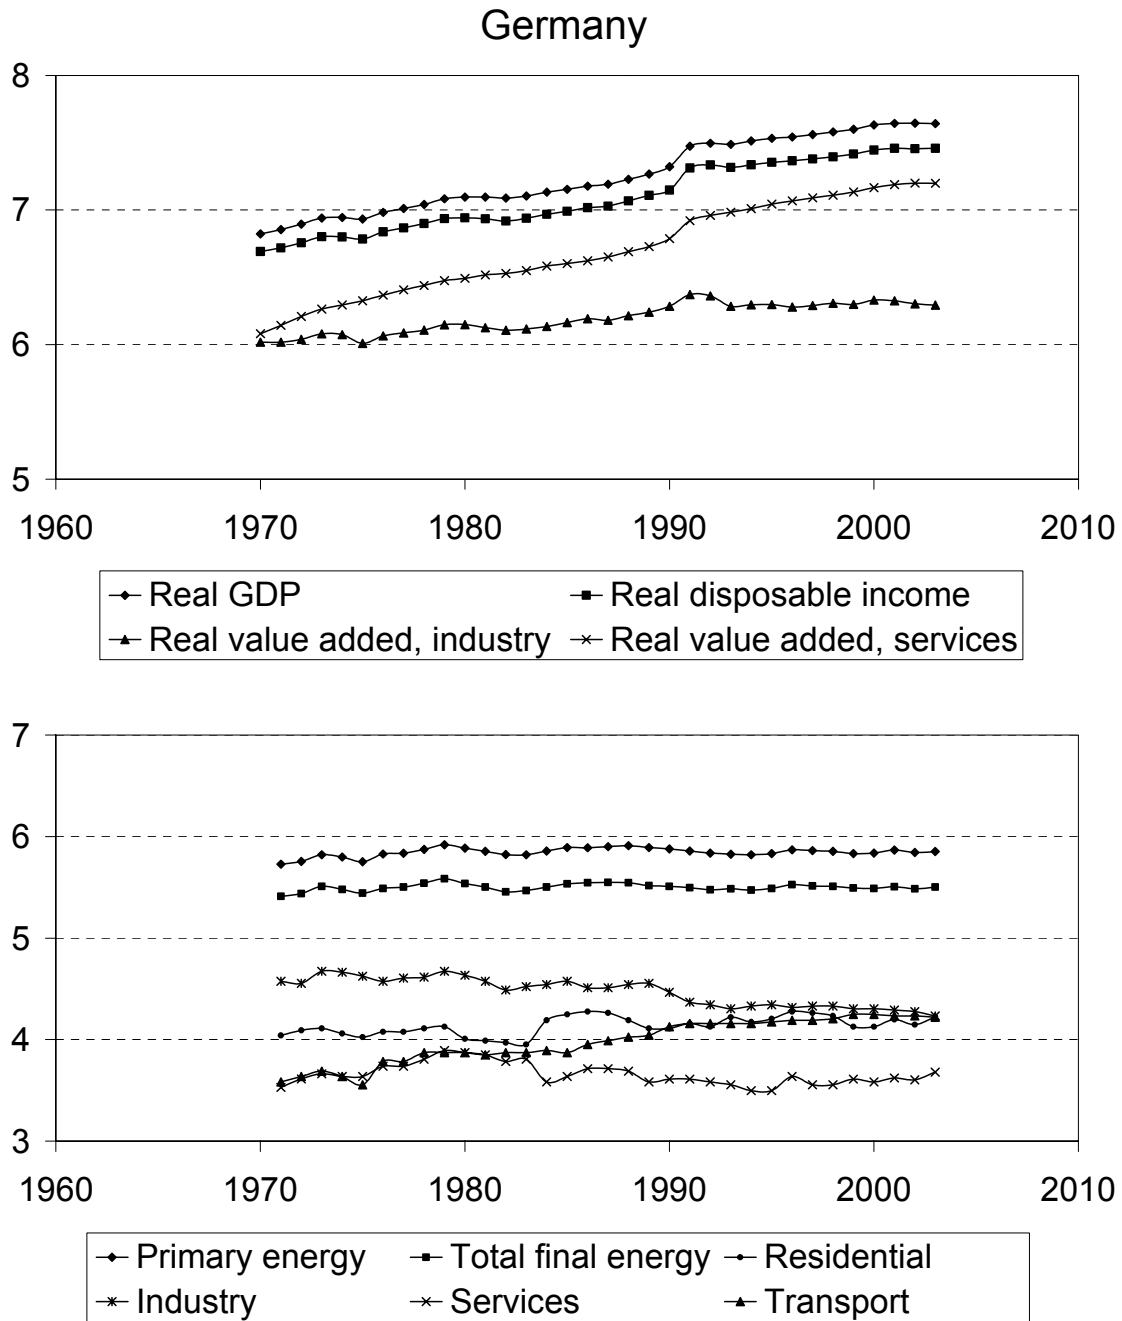 Germany
8
7
6
5
1960 1970 1980 1990 2000 2010
Real GDP Real disposable income
Real value added, industry Real value added, services
7
6
5
4
3
1960 1970 1980 1990 2000 2010
Primary energy Total final energy Residential
Industry Services Transport